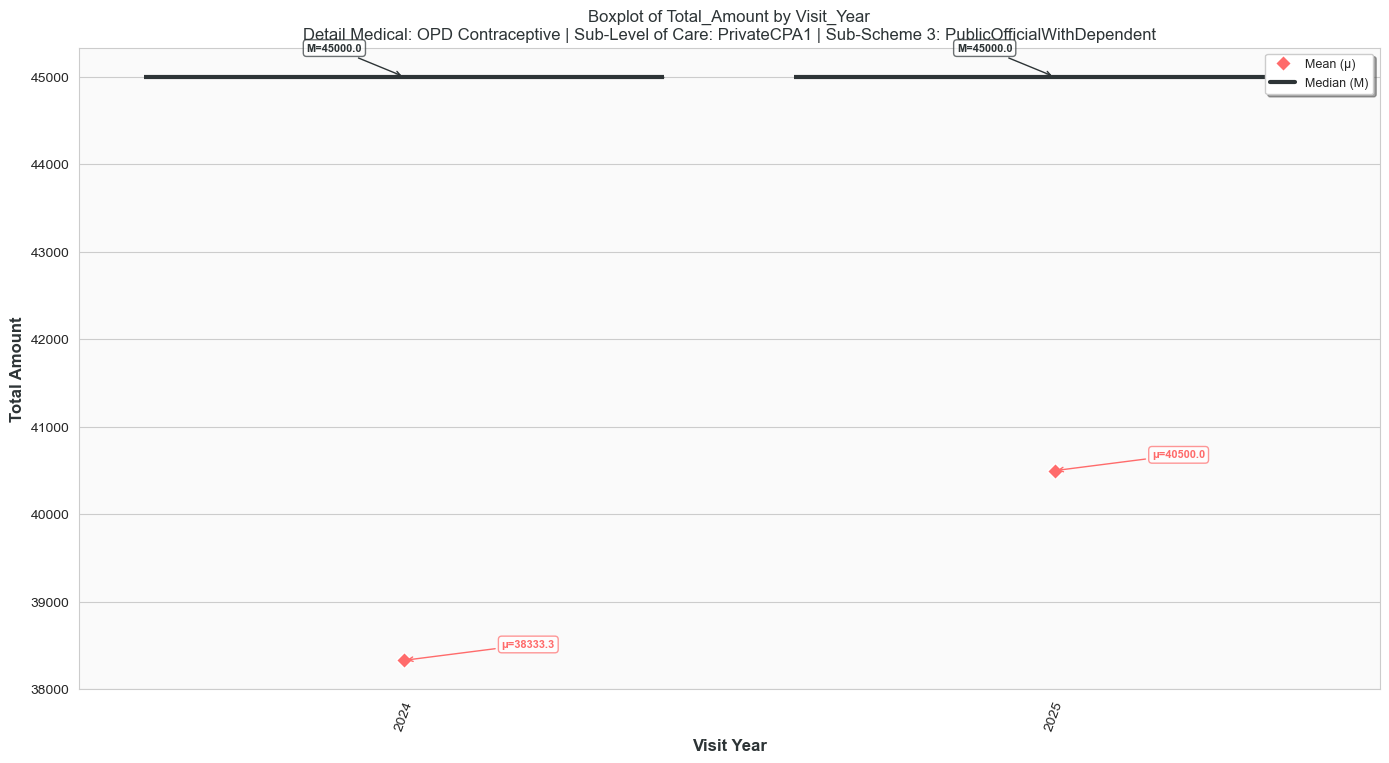 Boxplot of Total_Amount by Visit_Year
Detail Medical: OPD Contraceptive | Sub-Level of Care: PrivateCPA1 | Sub-Scheme 3: PublicOfficialWithDependent
M=45000.0
M=45000.0
Mean (μ)
Median (M)
45000
44000
43000
42000
41000
40000
39000
38000
Total Amount
μ=40500.0
μ=38333.3
2024
2025
Visit Year